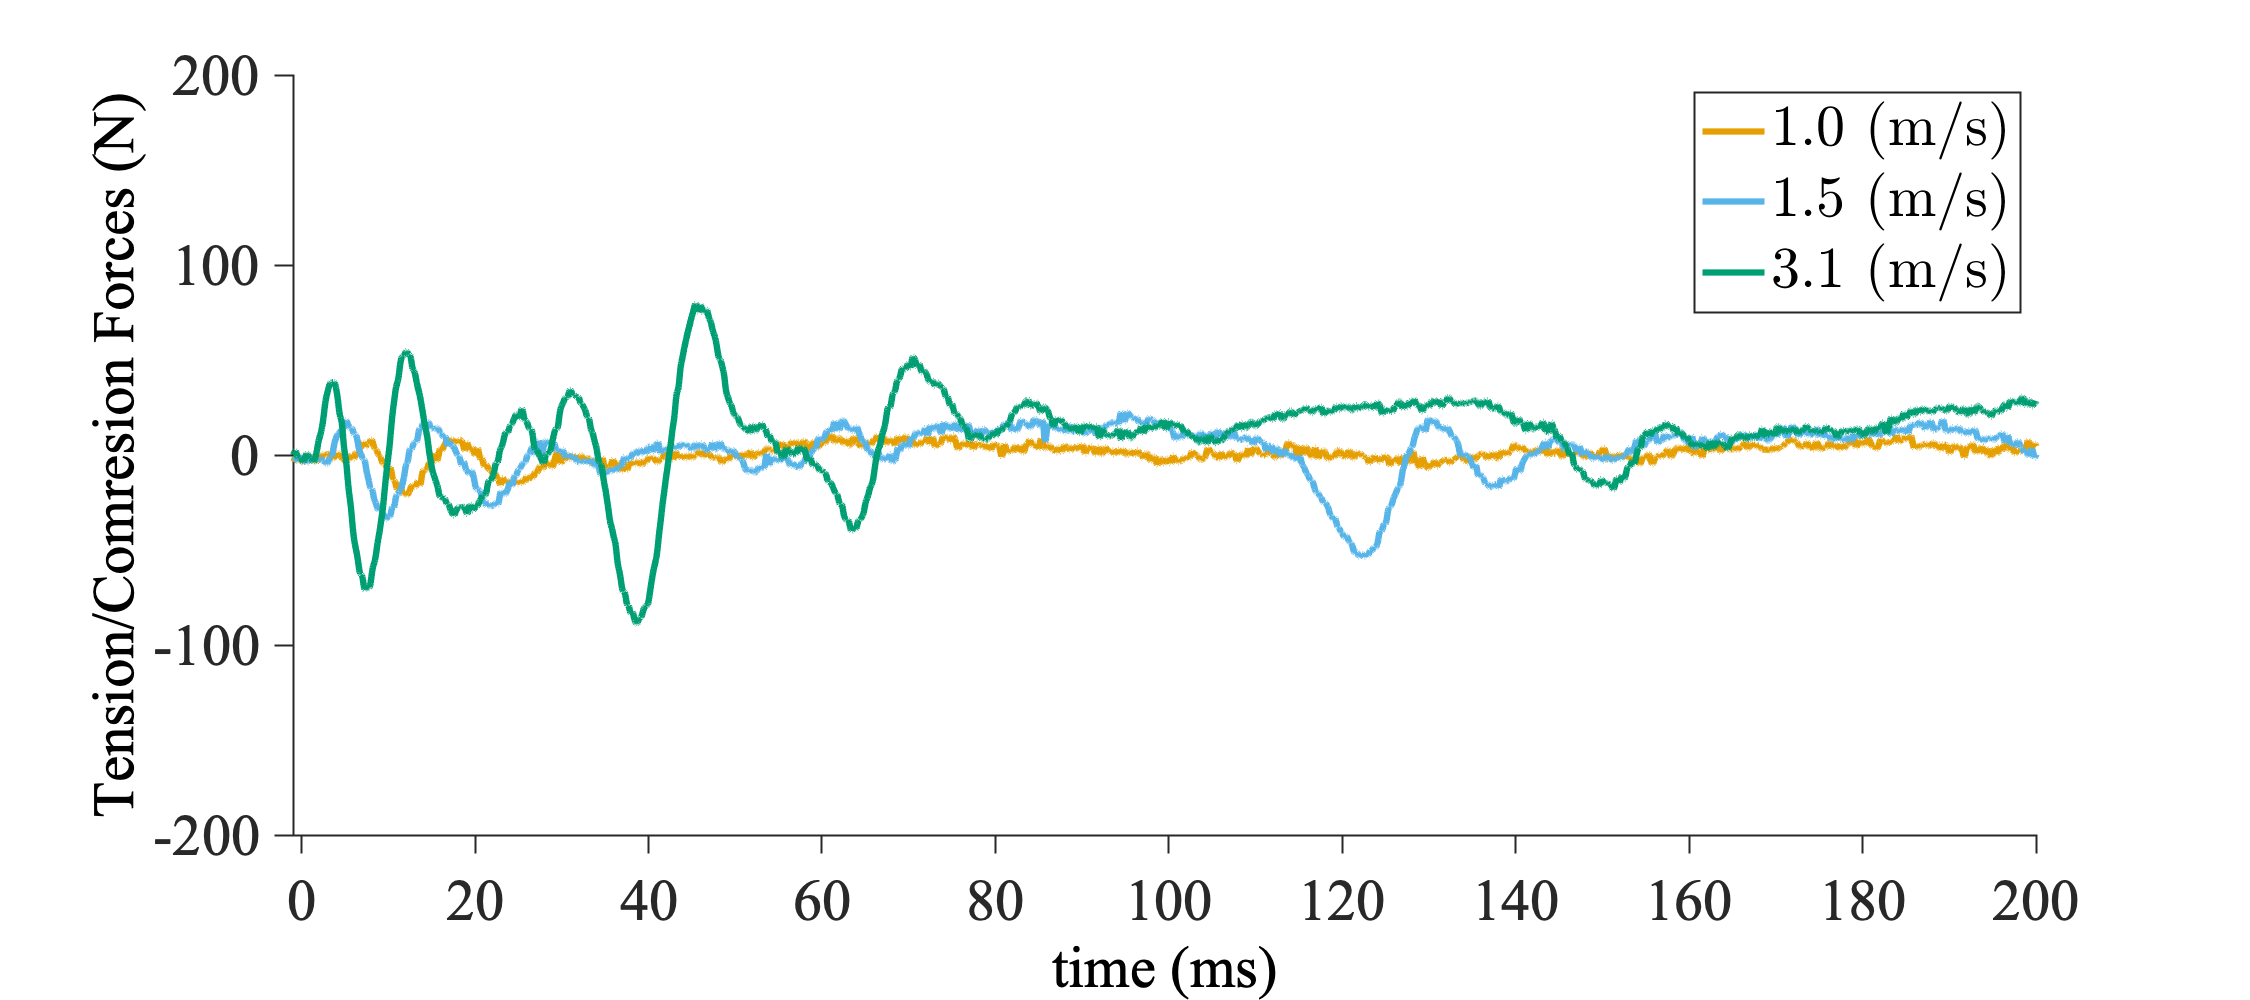 Tension/Comresion Forces (N)
200
100
0
-100
-200
1.0 (m/s)
1.5 (m/s)
3.1 (m/s)
0 20 40 60 80 100 120 140 160 180 200
time (ms)